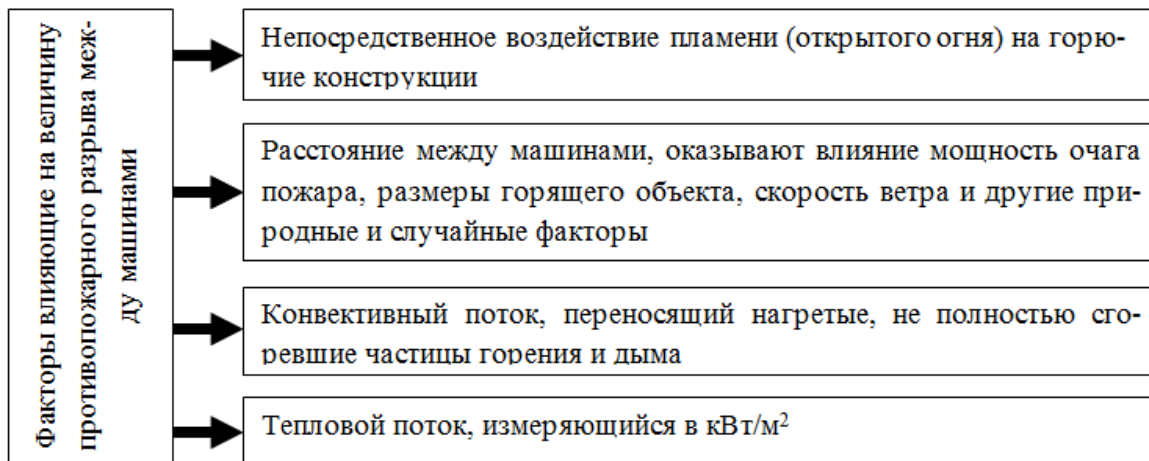 Факторы влияющие на величину
противопожарного разрыва меж-
ду машинами
Непосредственное воздействие пламени (открытого огня) на горю-
чие конструкции
Расстояние между машинами, оказывают влияние мощность очага
пожара, размеры горящего объекта, скорость ветра и другие при-
родные и случайные факторы
Конвективный поток, переносящий нагретые, не полностью сго-
ревшие частицы горения и дыма
Тепловой поток, измеряющийся в кВт/м²